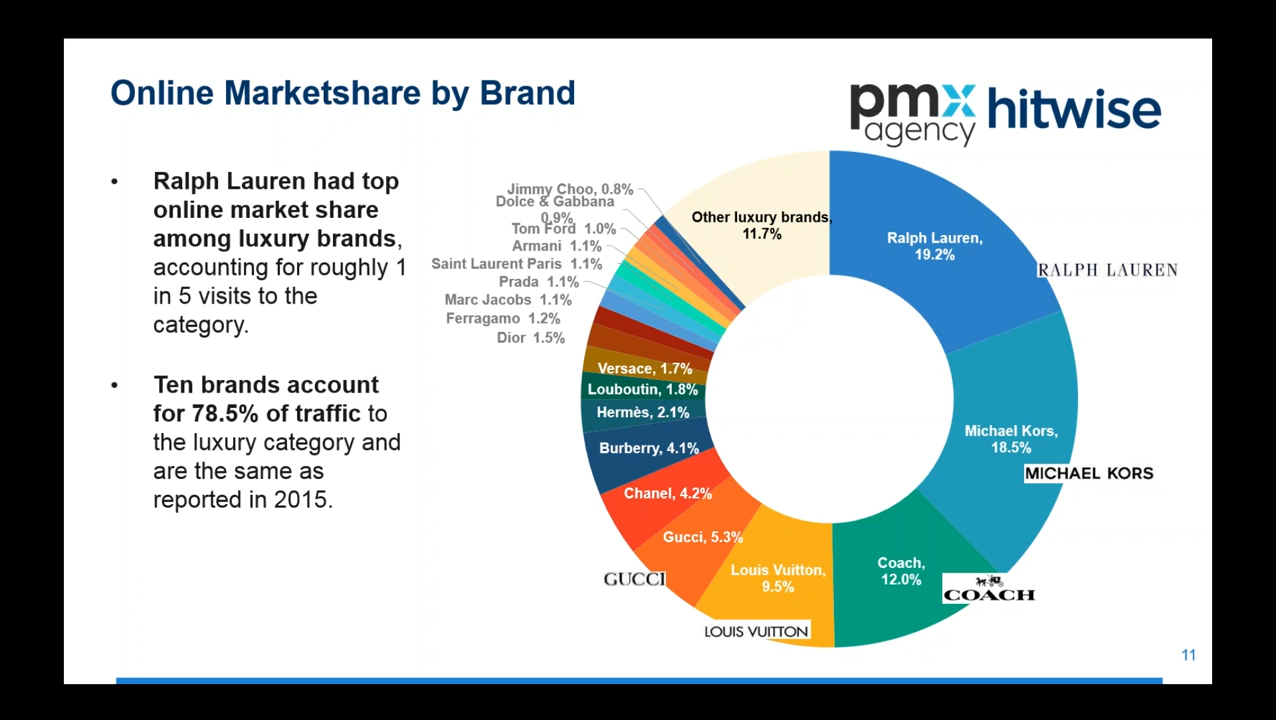 Online Marketshare by Brand
pmx
agency
hitwise
• Ralph Lauren had top
online market share
among luxury brands,
accounting for roughly 1
in 5 visits to the
category.
• Ten brands account
for 78.5% of traffic to
the luxury category and
are the same as
reported in 2015.
Jimmy Choo, 0.8%
Dolce & Gabbana
0.9%
Tom Ford 1.0%
Armani 1.1%
Saint Laurent Paris 1.1%
Prada 1.1%
Marc Jacobs 1.1%
Ferragamo 1.2%
Dior 1.5%
Versace, 1.7%
Louboutin, 1.8%
Hermès, 2.1%
Burberry, 4.1%
Chanel, 4.2%
Gucci, 5.3%
GUCCI
Louis Vuitton,
9.5%
LOUIS VUITTON
Coach,
12.0%
COACH
Michael Kors,
18.5%
MICHAEL KORS
Ralph Lauren,
19.2%
RALPH LAUREN
Other luxury brands,
11.7%
11